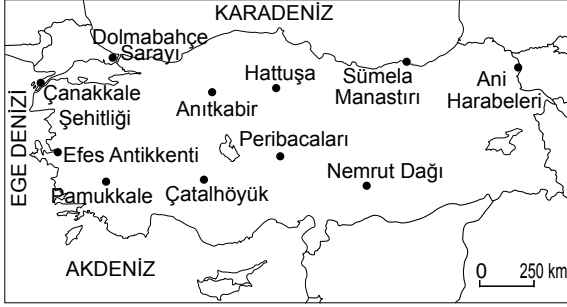 KARADENİZ
Dolmabahçe
Sarayı
Hattuşa
Sümela
Manastırı
Ani
Harabeleri
Çanakkale
Şehitliği
Anıtkabir
EGE DENİZİ
Efes Antikkenti
Peribacaları
Pamukkale
Çatalhöyük
Nemrut Dağı
AKDENİZ
0 250 km